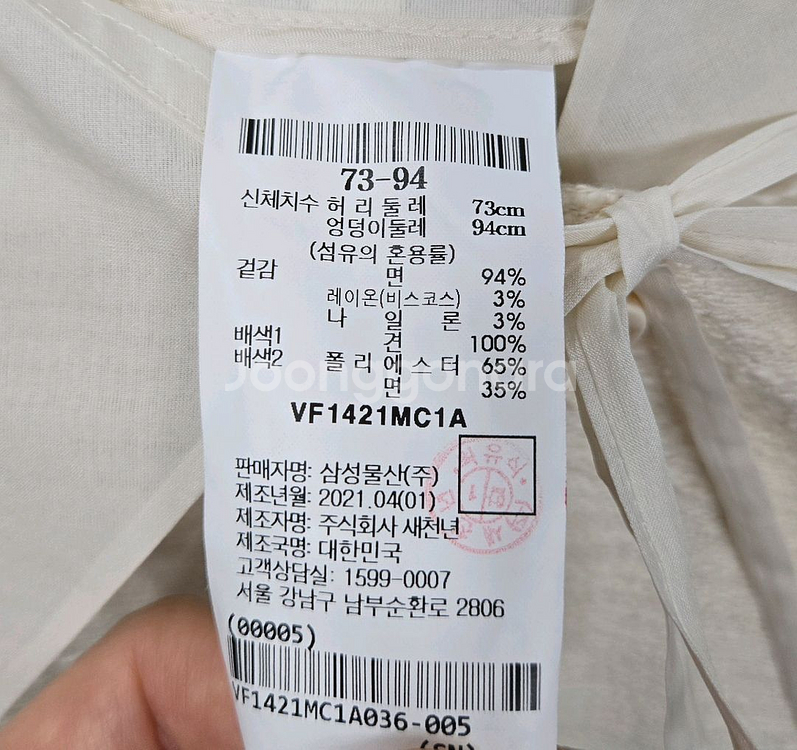 73-94
신체치수 허 리 둘 레 73cm
엉덩이둘레 94cm
(섬유의 혼용률)
겉감 면 94%
레이온(비스코스) 3%
나 일 론 3%
배색1 견 100%
배색2 폴 리 에 스 터 65%
면 35%
Joonggonara
VF1421MC1A
판매자명: 삼성물산(주)
제조년월: 2021.04(01)
제조자명: 주식회사 새천년
제조국명: 대한민국
고객상담실: 1599-0007
서울 강남구 남부순환로 2806
(00005)
VF1421MC1A036-005